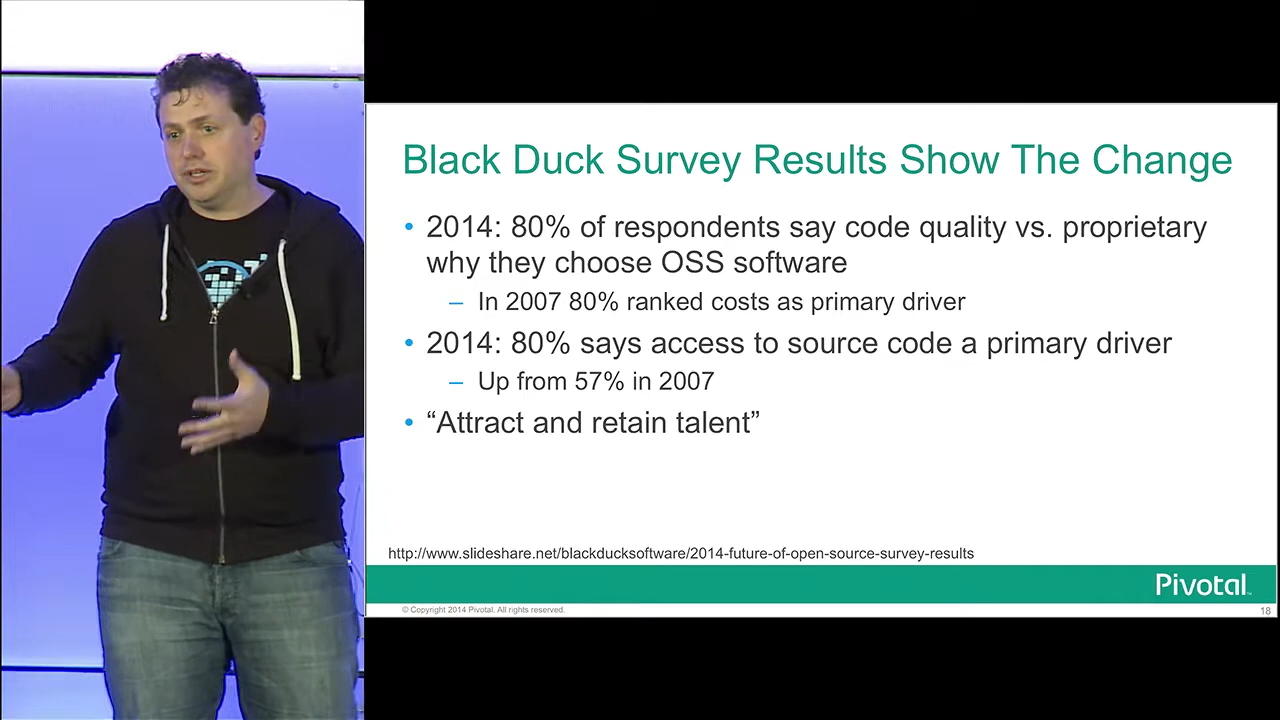 Black Duck Survey Results Show The Change
• 2014: 80% of respondents say code quality vs. proprietary
why they choose OSS software
– In 2007 80% ranked costs as primary driver
• 2014: 80% says access to source code a primary driver
– Up from 57% in 2007
• “Attract and retain talent”
http://www.slideshare.net/blackducksoftware/2014-future-of-open-source-survey-results
Pivotal™
© Copyright 2014 Pivotal. All rights reserved.
18